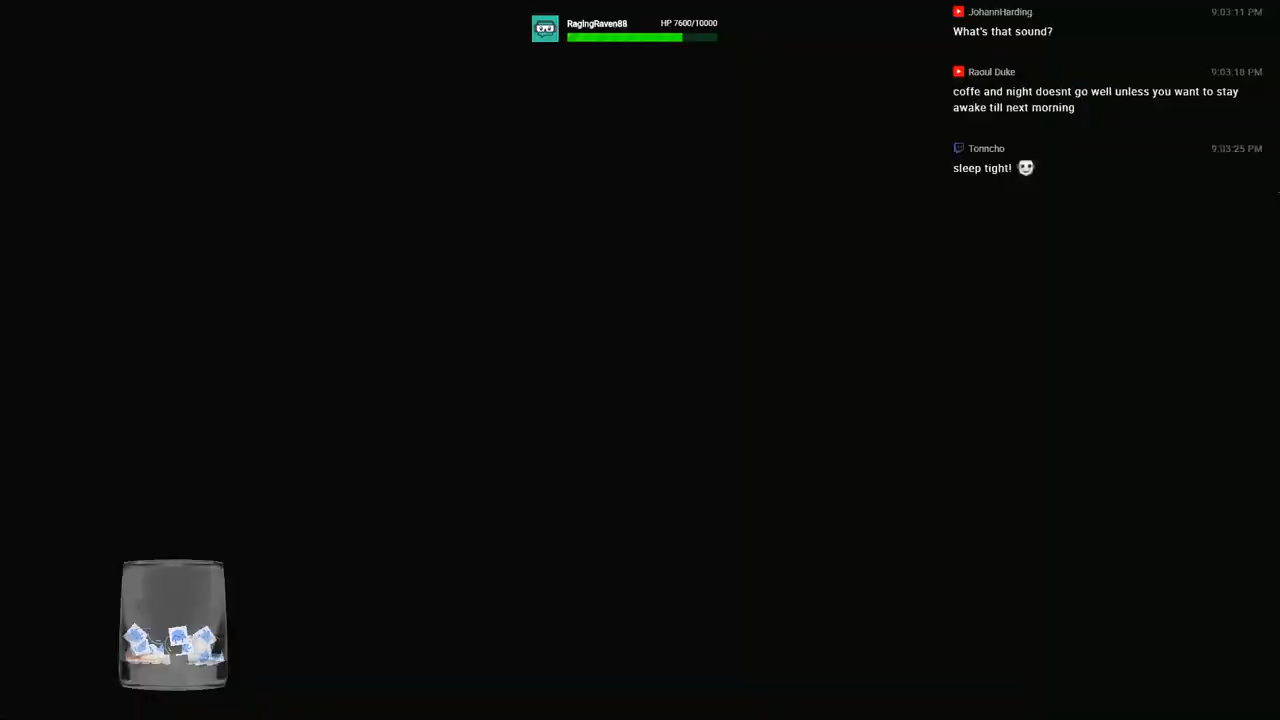 RagingRaven88 HP 7600/10000
JohannHarding 9:03:11 PM
What's that sound?
Raoul Duke 9:03:18 PM
coffe and night doesnt go well unless you want to stay
awake till next morning
Tonncho 9:03:25 PM
sleep tight!